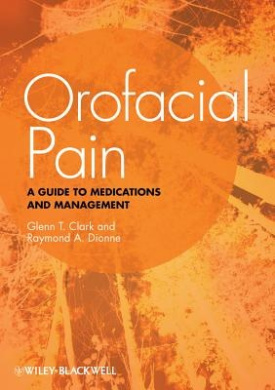 Orofacial
Pain
A GUIDE TO MEDICATIONS
AND MANAGEMENT
Glenn T. Clark and
Raymond A. Dionne
WILEY-BLACKWELL